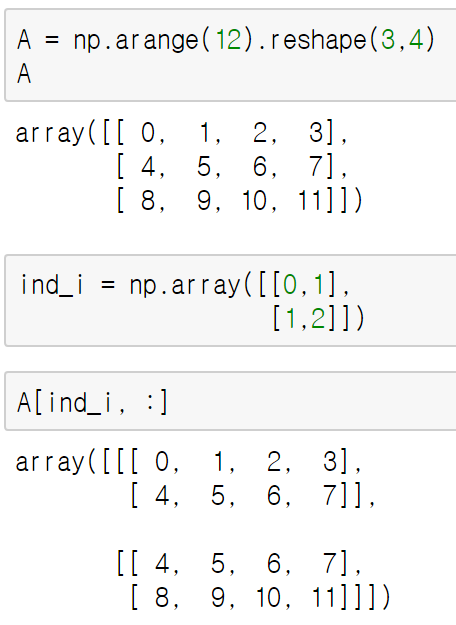 A = np.arange(12).reshape(3,4)
A
array([[ 0,  1,  2,  3],
       [ 4,  5,  6,  7],
       [ 8,  9, 10, 11]])
ind_i = np.array([[0,1],
                  [1,2]])
A[ind_i, :]
array([[[ 0,  1,  2,  3],
        [ 4,  5,  6,  7]],
       [[ 4,  5,  6,  7],
        [ 8,  9, 10, 11]]])